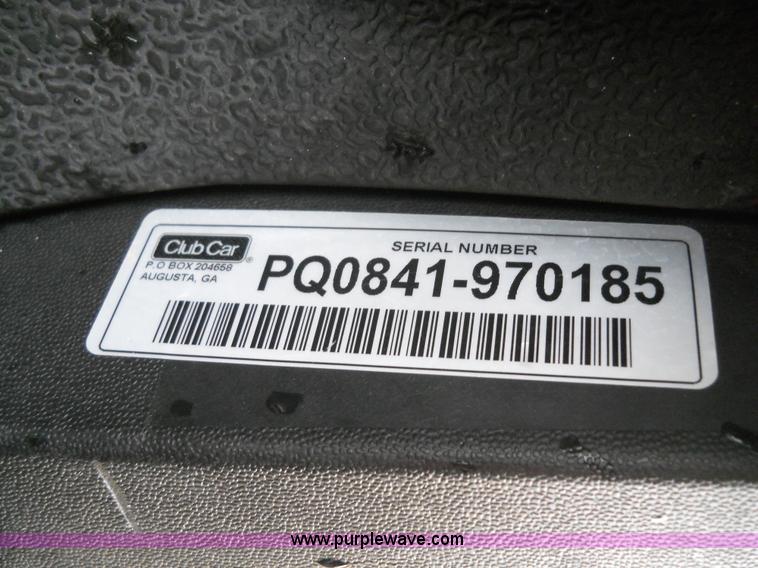 Club Car®
P.O BOX 204658
AUGUSTA, GA
SERIAL NUMBER
PQ0841-970185
www.purplewave.com